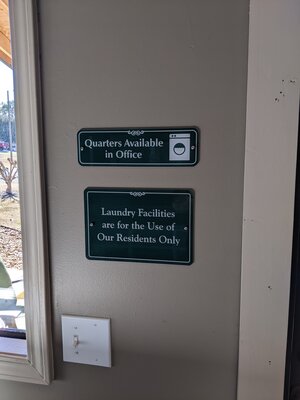 Quarters Available
in Office
Laundry Facilities
are for the Use of
Our Residents Only